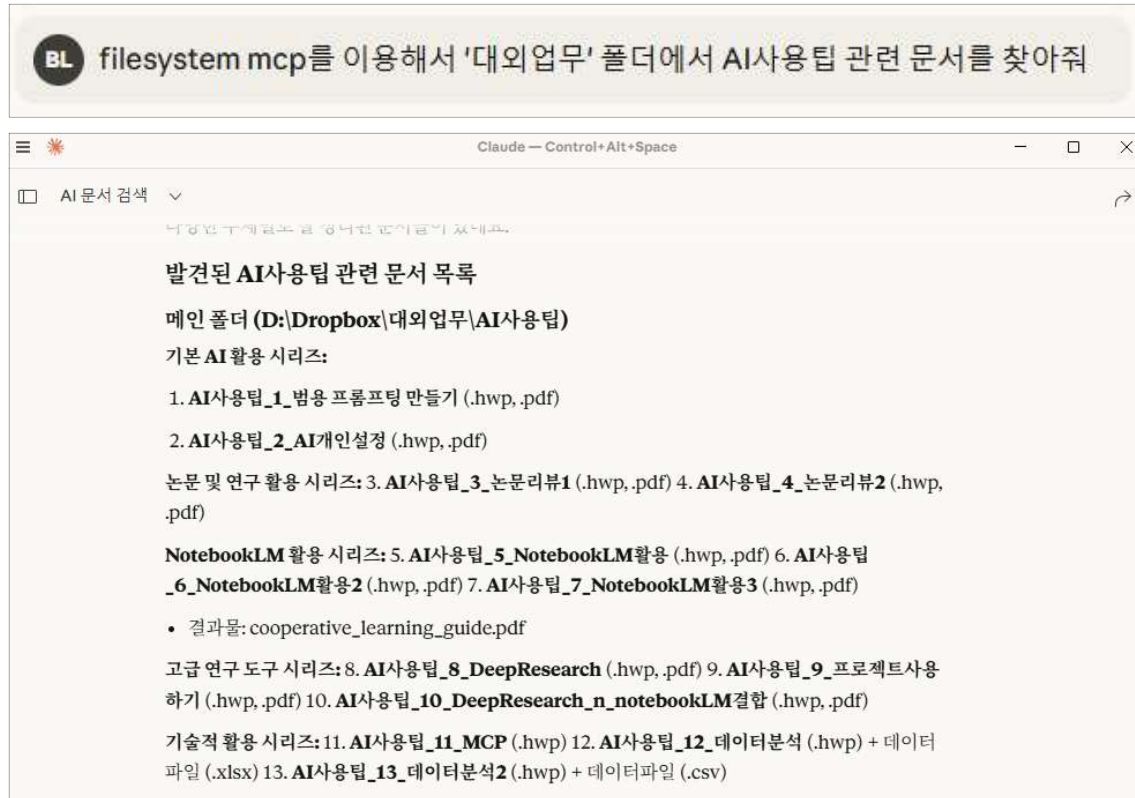 BL filesystem mcp를 이용해서 '대외업무' 폴더에서 AI사용팁 관련 문서를 찾아줘
Claude — Control+Alt+Space
AI 문서 검색
발견된 AI사용팁 관련 문서 목록
메인 폴더 (D:\Dropbox\대외업무\AI사용팁)
기본 AI 활용 시리즈:
1. AI사용팁_1_범용 프롬프팅 만들기 (.hwp, .pdf)
2. AI사용팁_2_AI개인설정 (.hwp, .pdf)
논문 및 연구 활용 시리즈: 3. AI사용팁_3_논문리뷰1 (.hwp, .pdf) 4. AI사용팁_4_논문리뷰2 (.hwp,
.pdf)
NotebookLM 활용 시리즈: 5. AI사용팁_5_NotebookLM활용 (.hwp, .pdf) 6. AI사용팁
_6_NotebookLM활용2 (.hwp, .pdf) 7. AI사용팁_7_NotebookLM활용3 (.hwp, .pdf)
• 결과물: cooperative_learning_guide.pdf
고급 연구 도구 시리즈: 8. AI사용팁_8_DeepResearch (.hwp, .pdf) 9. AI사용팁_9_프로젝트사용
하기 (.hwp, .pdf) 10. AI사용팁_10_DeepResearch_n_notebookLM결합 (.hwp, .pdf)
기술적 활용 시리즈: 11. AI사용팁_11_MCP (.hwp) 12. AI사용팁_12_데이터분석 (.hwp) + 데이터
파일 (.xlsx) 13. AI사용팁_13_데이터분석2 (.hwp) + 데이터파일 (.csv)